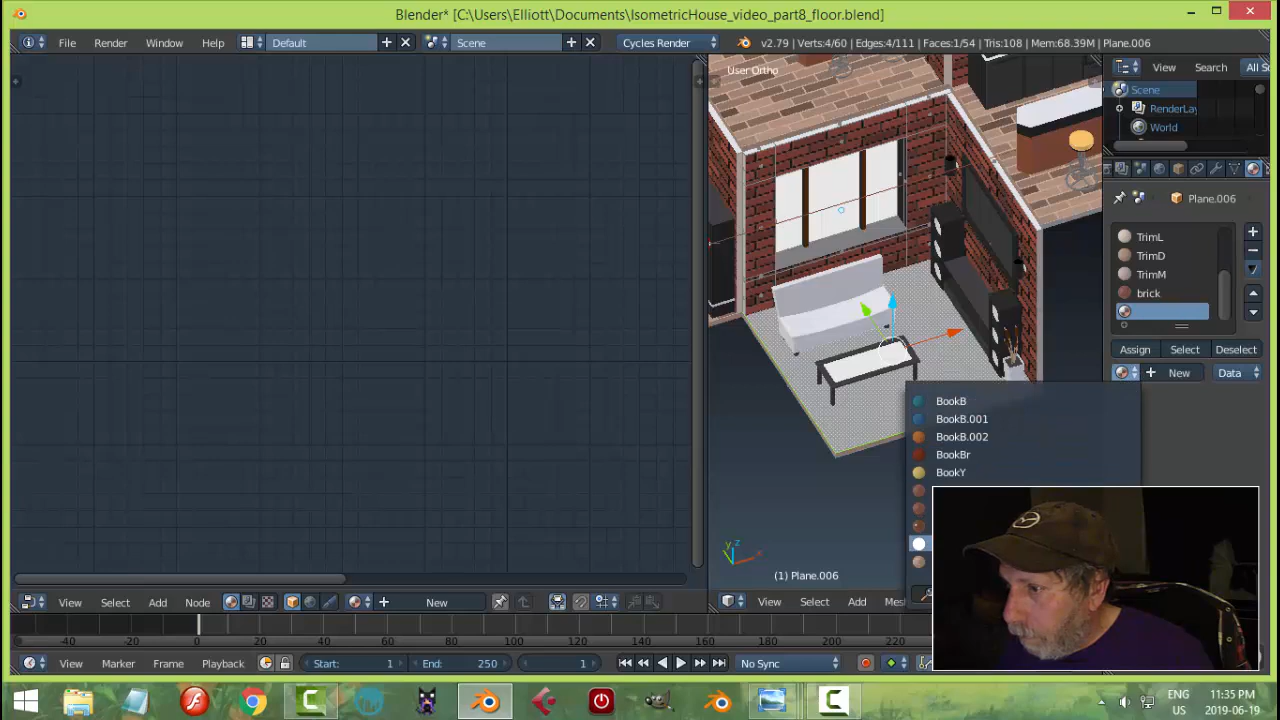 Blender* [C:\Users\Elliott\Documents\IsometricHouse_video_part8_floor.blend]
File Render Window Help Default Scene Cycles Render v2.79 | Verts:4/60 | Edges:4/111 | Faces:1/54 | Tris:108 | Mem:68.39M | Plane.006
User Ortho
View Search All S
Scene
RenderLay
World
Plane.006
TrimL
TrimD
TrimM
brick
Assign Select Deselect
New Data
BookB
BookB.001
BookB.002
BookBr
BookY
(1) Plane.006
View Select Add Node New View Select Add Mes
-40 -20 0 20 40 60 80 100 120 140 160 180 200 220
View Marker Frame Playback Start: 1 End: 250 1 No Sync
ENG 11:35 PM
US 2019-06-19